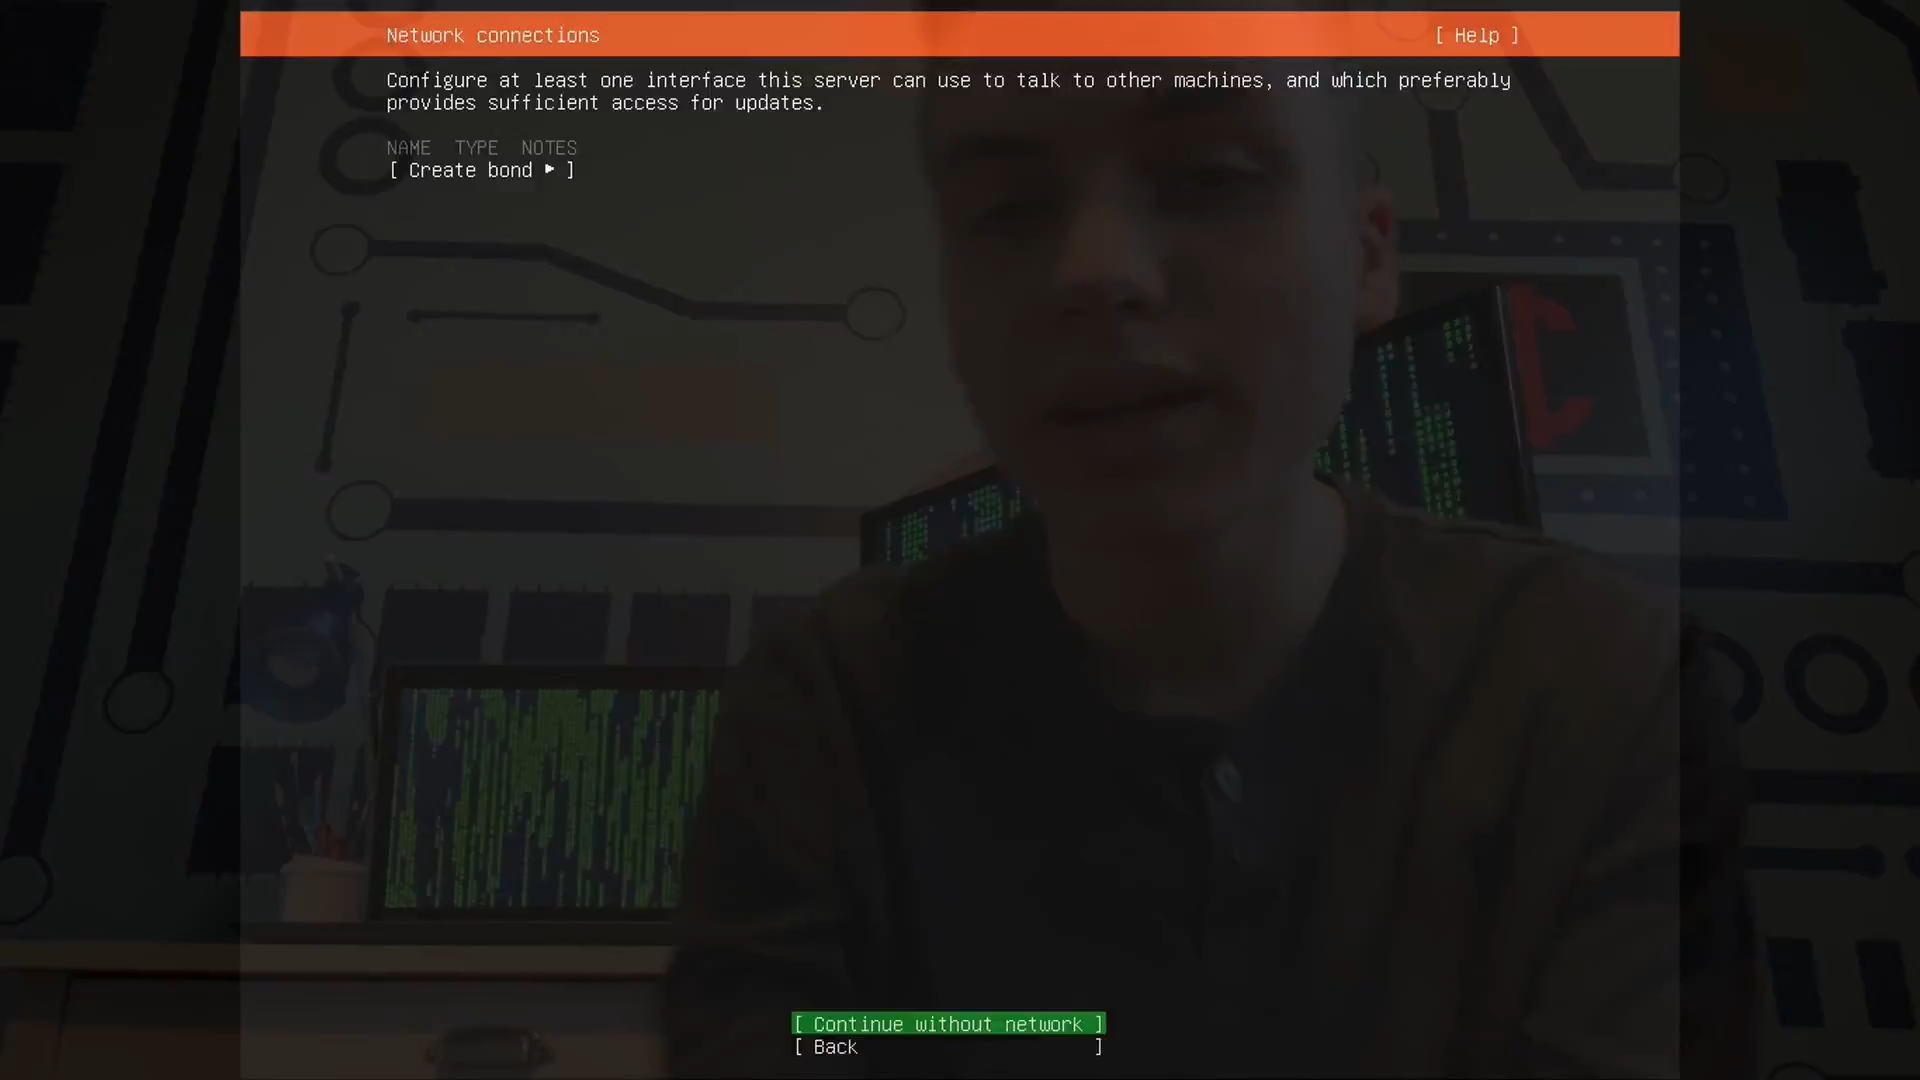 Network connections [ Help ]
Configure at least one interface this server can use to talk to other machines, and which preferably
provides sufficient access for updates.
NAME TYPE NOTES
[ Create bond ▸ ]
[ Continue without network ]
[ Back ]